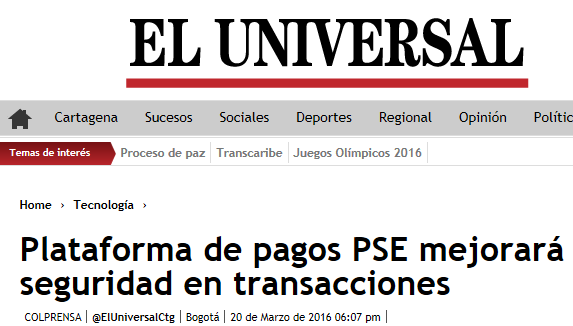 EL UNIVERSAL
Cartagena Sucesos Sociales Deportes Regional Opinión Polític
Temas de interés Proceso de paz Transcaribe Juegos Olímpicos 2016
Home › Tecnología ›
Plataforma de pagos PSE mejorará
seguridad en transacciones
COLPRENSA | @ElUniversalCtg | Bogotá | 20 de Marzo de 2016 06:07 pm |